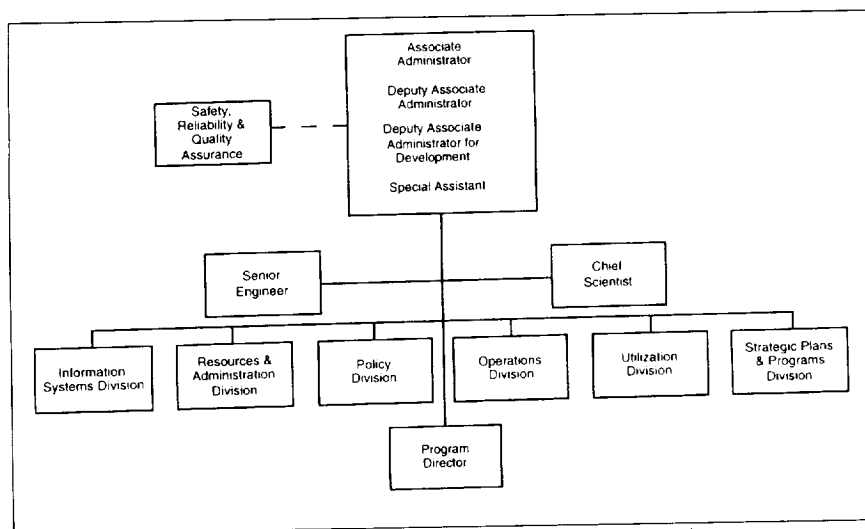 Associate
Administrator
Deputy Associate
Administrator
Deputy Associate
Administrator for
Development
Special Assistant
Safety,
Reliability &
Quality
Assurance
Senior
Engineer
Chief
Scientist
Information
Systems Division
Resources &
Administration
Division
Policy
Division
Operations
Division
Utilization
Division
Strategic Plans
& Programs
Division
Program
Director